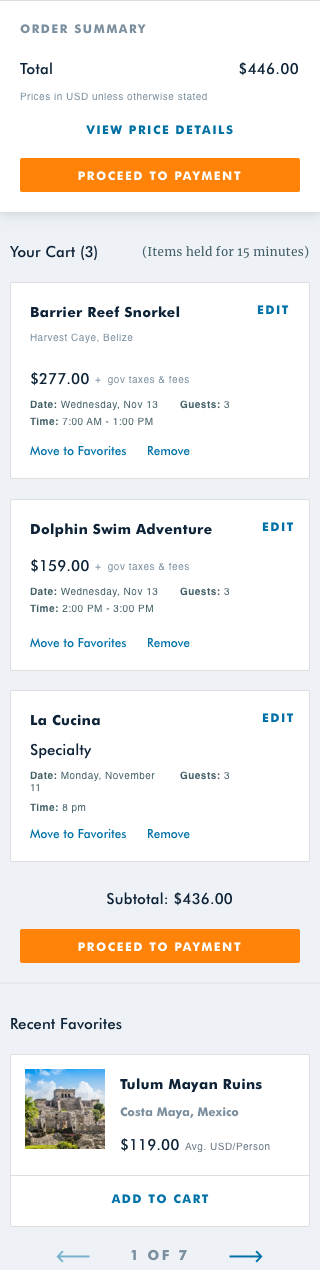 ORDER SUMMARY
Total $446.00
Prices in USD unless otherwise stated
VIEW PRICE DETAILS
PROCEED TO PAYMENT
Your Cart (3) (Items held for 15 minutes)
Barrier Reef Snorkel EDIT
Harvest Caye, Belize
$277.00 + gov taxes & fees
Date: Wednesday, Nov 13 Guests: 3
Time: 7:00 AM - 1:00 PM
Move to Favorites Remove
Dolphin Swim Adventure EDIT
$159.00 + gov taxes & fees
Date: Wednesday, Nov 13 Guests: 3
Time: 2:00 PM - 3:00 PM
Move to Favorites Remove
La Cucina EDIT
Specialty
Date: Monday, November Guests: 3
11
Time: 8 pm
Move to Favorites Remove
Subtotal: $436.00
PROCEED TO PAYMENT
Recent Favorites
Tulum Mayan Ruins
Costa Maya, Mexico
$119.00 Avg. USD/Person
ADD TO CART
1 OF 7